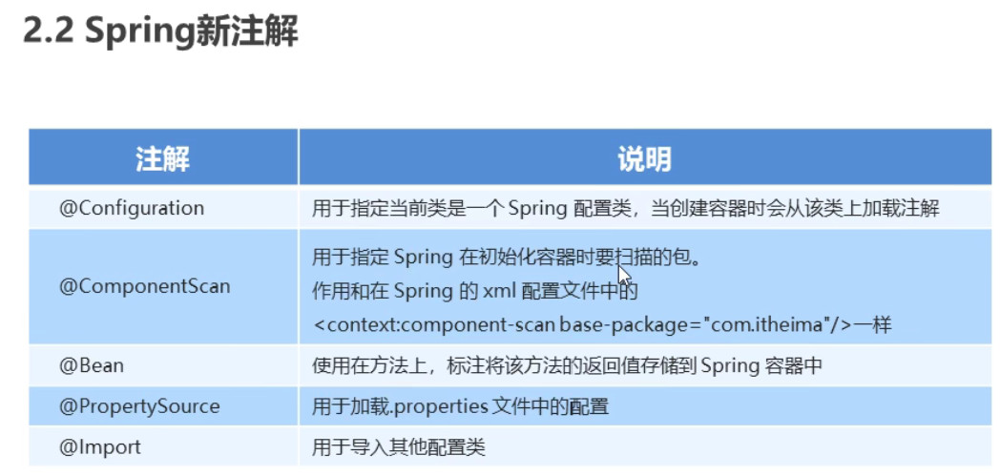 2.2 Spring新注解
注解
说明
@Configuration
用于指定当前类是一个 Spring 配置类，当创建容器时会从该类上加载注解
@ComponentScan
用于指定 Spring 在初始化容器时要扫描的包。
作用和在 Spring 的 xml 配置文件中的
<context:component-scan base-package="com.itheima"/>一样
@Bean
使用在方法上，标注将该方法的返回值存储到 Spring 容器中
@PropertySource
用于加载.properties 文件中的配置
@Import
用于导入其他配置类